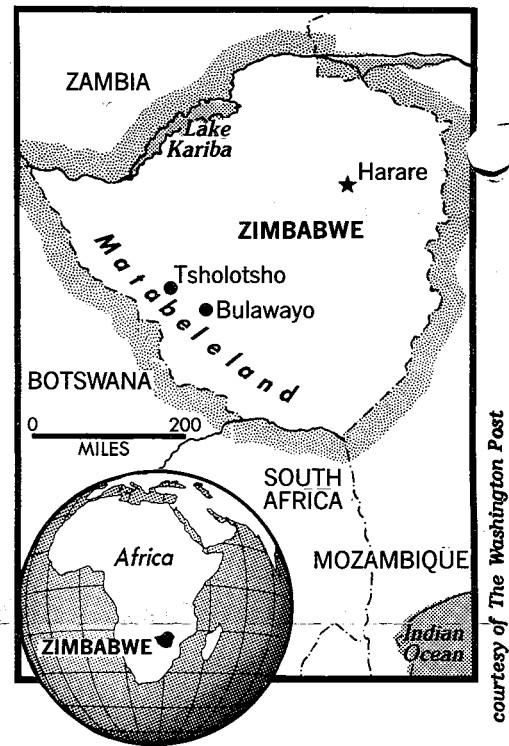 ZAMBIA
Lake
Kariba
Harare
ZIMBABWE
Matabeleland
Tsholotsho
Bulawayo
BOTSWANA
0 200
MILES
SOUTH
AFRICA
MOZAMBIQUE
Africa
ZIMBABWE
Indian
Ocean
courtesy of The Washington Post